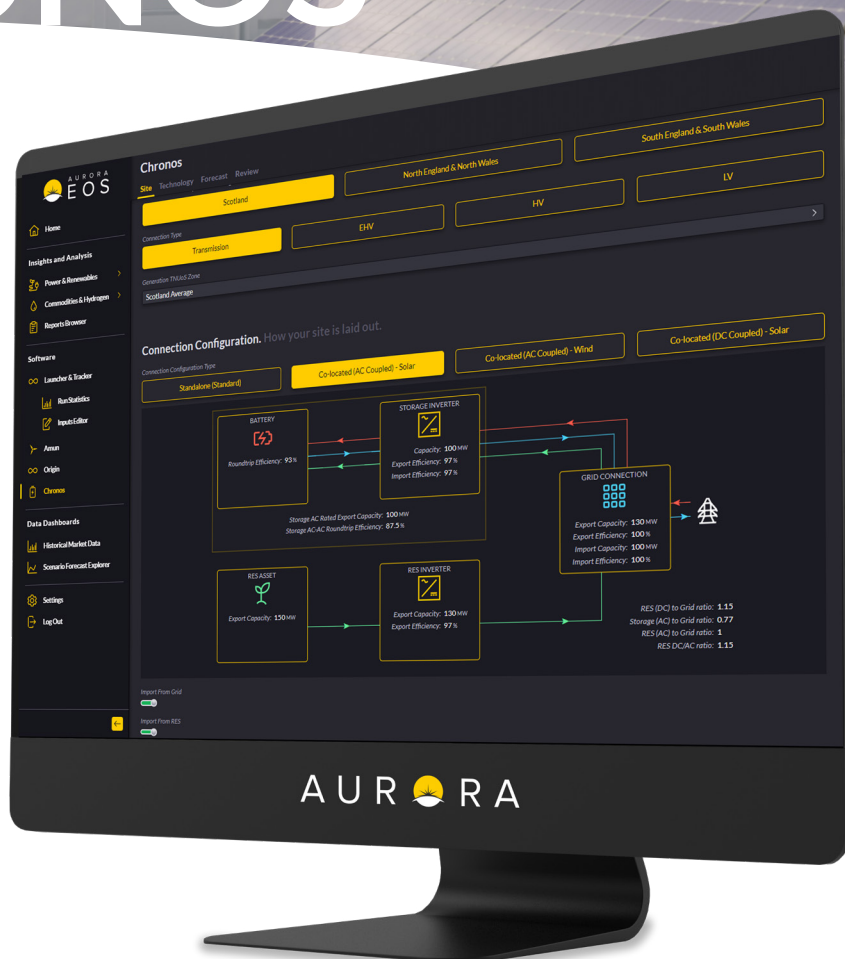 Chronos
Site Technology Forecast Review
Scotland
North England & North Wales
South England & South Wales
Connection Type
Transmission
EHV
HV
LV
Generation TNUoS Zone
Scotland Average
Connection Configuration. How your site is laid out.
Connection Configuration Type
Standalone (Standard)
Co-located (AC Coupled) - Solar
Co-located (AC Coupled) - Wind
Co-located (DC Coupled) - Solar
BATTERY
Roundtrip Efficiency: 93 %
STORAGE INVERTER
Capacity: 100 MW
Export Efficiency: 97 %
Import Efficiency: 97 %
Storage AC Rated Export Capacity: 100 MW
Storage AC-AC Roundtrip Efficiency: 87.5 %
GRID CONNECTION
Export Capacity: 130 MW
Export Efficiency: 100 %
Import Capacity: 100 MW
Import Efficiency: 100 %
RES ASSET
Export Capacity: 150 MW
RES INVERTER
Export Capacity: 130 MW
Export Efficiency: 97 %
RES (DC) to Grid ratio: 1.15
Storage (AC) to Grid ratio: 0.77
RES (AC) to Grid ratio: 1
RES DC/AC ratio: 1.15
Import From Grid
Import From RES
AURORA
EOS
Home
Insights and Analysis
Power & Renewables
Commodities & Hydrogen
Reports Browser
Software
Launcher & Tracker
Run Statistics
Inputs Editor
Amun
Origin
Chronos
Data Dashboards
Historical Market Data
Scenario Forecast Explorer
Settings
Log Out
AURORA